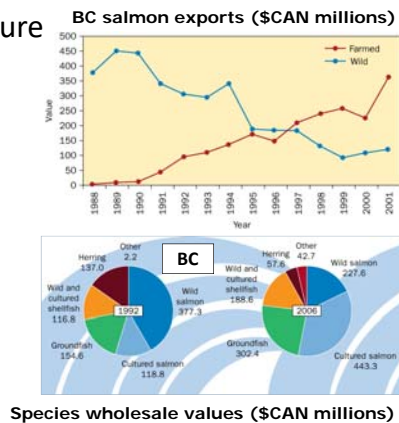 ure
BC salmon exports ($CAN millions)
500
450
400
350
300
250
200
150
100
50
0
Value
Farmed
Wild
1988
1989
1990
1991
1992
1993
1994
1995
1996
1997
1998
1999
2000
2001
Year
BC
Other
2.2
Herring
137.0
Wild and
cultured
shellfish
116.8
Groundfish
154.6
Cultured salmon
118.8
Wild
salmon
377.3
1992
Other
42.7
Herring
57.6
Wild and
cultured
shellfish
188.6
Groundfish
302.4
Cultured salmon
443.3
Wild salmon
227.6
2006
Species wholesale values ($CAN millions)